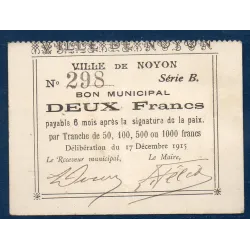 VILLE DE NOYON
No 298 Série B.
BON MUNICIPAL
DEUX Francs
payable 6 mois après la signature de la paix.
par Tranche de 50, 100, 500 ou 1000 francs
Délibération du 17 Décembre 1915
Le Receveur municipal, Le Maire,